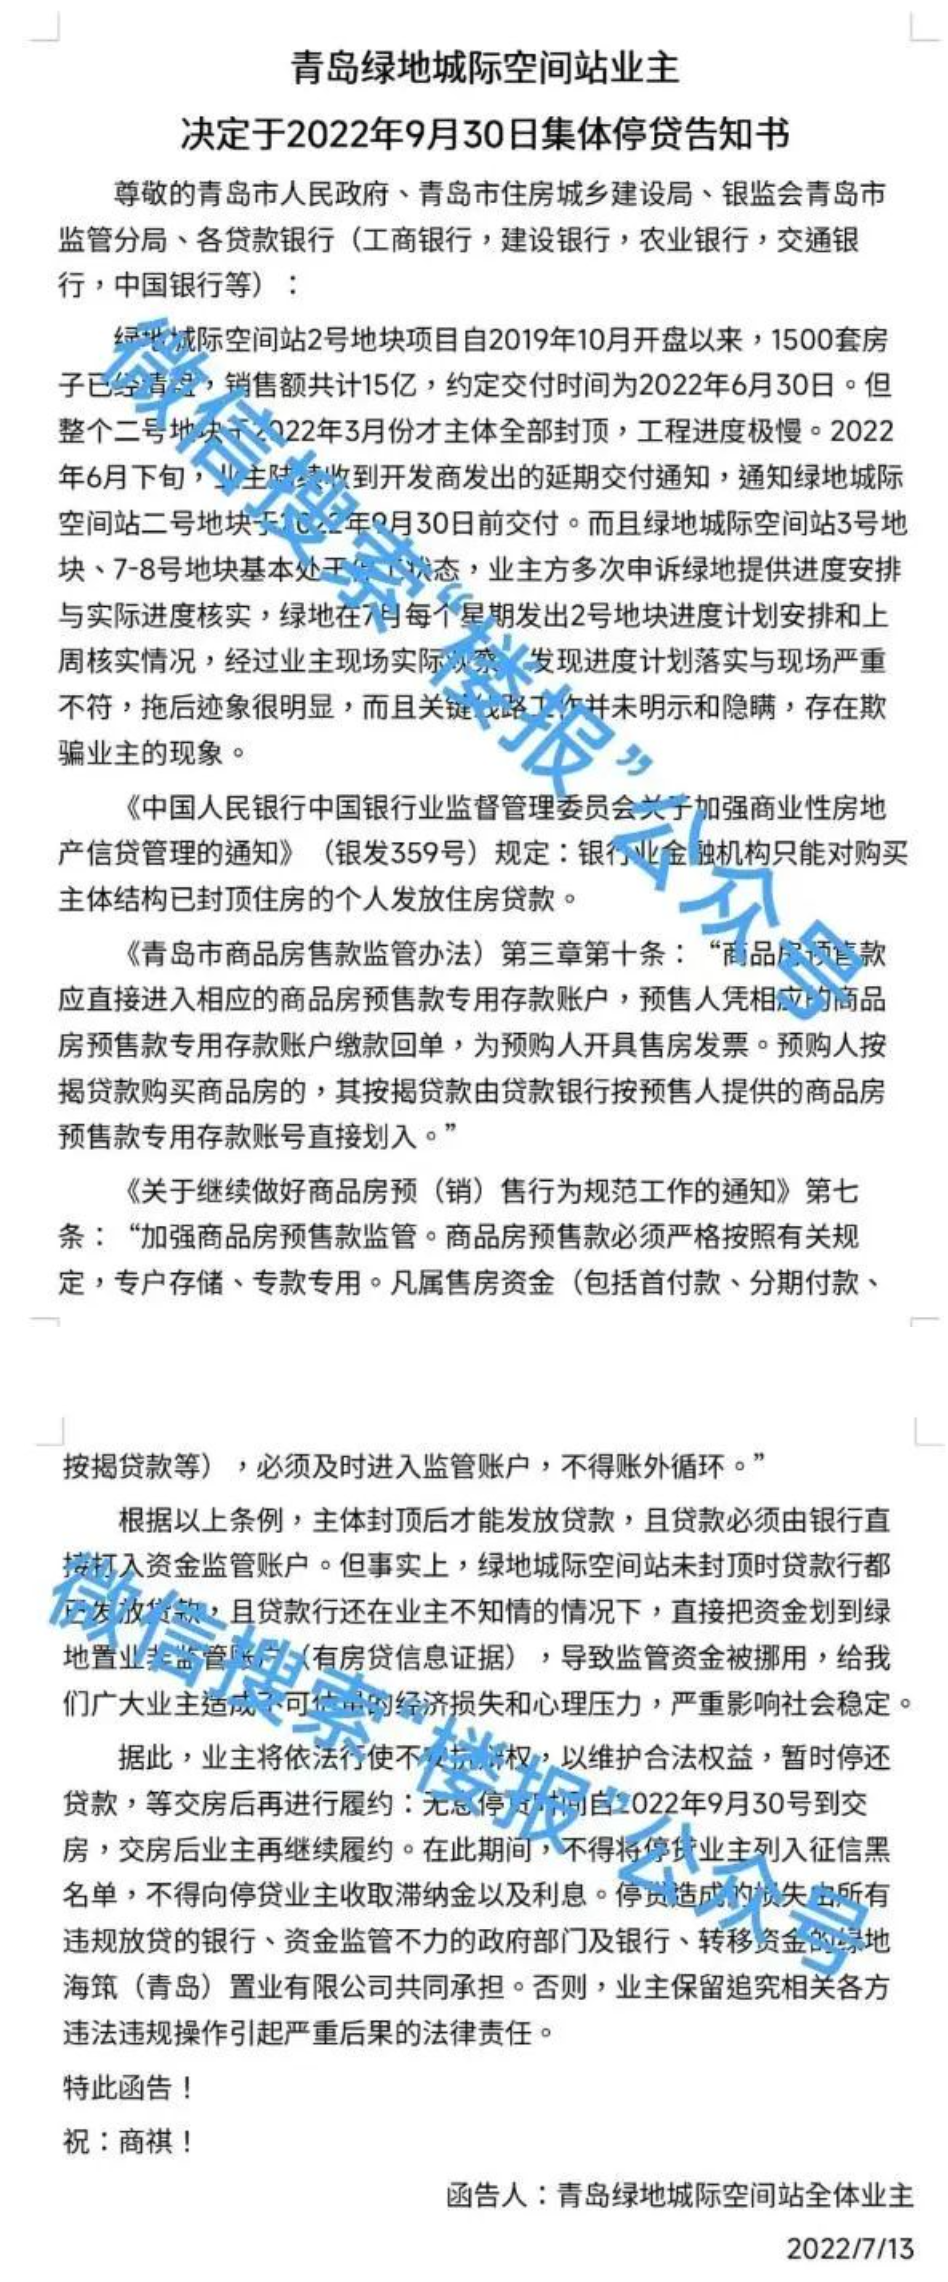 青岛绿地城际空间站业主
决定于2022年9月30日集体停贷告知书
尊敬的青岛市人民政府、青岛市住房城乡建设局、银监会青岛市
监管分局、各贷款银行（工商银行，建设银行，农业银行，交通银
行，中国银行等）：
绿地城际空间站2号地块项目自2019年10月开盘以来，1500套房
子已经清盘，销售额共计15亿，约定交付时间为2022年6月30日。但
整个二号地块于2022年3月份才主体全部封顶，工程进度极慢。2022
年6月下旬，业主陆续收到开发商发出的延期交付通知，通知绿地城际
空间站二号地块于2022年9月30日前交付。而且绿地城际空间站3号地
块、7-8号地块基本处于停工状态，业主方多次申诉绿地提供进度安排
与实际进度核实，绿地在7月每个星期发出2号地块进度计划安排和上
周核实情况，经过业主现场实际观察，发现进度计划落实与现场严重
不符，拖后迹象很明显，而且关键线路工作并未明示和隐瞒，存在欺
骗业主的现象。
《中国人民银行中国银行业监督管理委员会关于加强商业性房地
产信贷管理的通知》（银发359号）规定：银行业金融机构只能对购买
主体结构已封顶住房的个人发放住房贷款。
《青岛市商品房售款监管办法）第三章第十条：“商品房预售款
应直接进入相应的商品房预售款专用存款账户，预售人凭相应的商品
房预售款专用存款账户缴款回单，为预购人开具售房发票。预购人按
揭贷款购买商品房的，其按揭贷款由贷款银行按预售人提供的商品房
预售款专用存款账号直接划入。”
《关于继续做好商品房预（销）售行为规范工作的通知》第七
条：“加强商品房预售款监管。商品房预售款必须严格按照有关规
定，专户存储、专款专用。凡属售房资金（包括首付款、分期付款、
按揭贷款等），必须及时进入监管账户，不得账外循环。”
根据以上条例，主体封顶后才能发放贷款，且贷款必须由银行直
接打入资金监管账户。但事实上，绿地城际空间站未封顶时贷款行都
已发放贷款，且贷款行还在业主不知情的情况下，直接把资金划到绿
地置业非监管账户（有房贷信息证据），导致监管资金被挪用，给我
们广大业主造成不可估量的经济损失和心理压力，严重影响社会稳定。
据此，业主将依法行使不安抗辩权，以维护合法权益，暂时停还
贷款，等交房后再进行履约：无息停贷时间自2022年9月30号到交
房，交房后业主再继续履约。在此期间，不得将停贷业主列入征信黑
名单，不得向停贷业主收取滞纳金以及利息。停贷造成的损失由所有
违规放贷的银行、资金监管不力的政府部门及银行、转移资金的绿地
海筑（青岛）置业有限公司共同承担。否则，业主保留追究相关各方
违法违规操作引起严重后果的法律责任。
特此函告！
祝：商祺！
函告人：青岛绿地城际空间站全体业主
2022/7/13
微信搜索“楼报”公众号
微信搜索“楼报”公众号